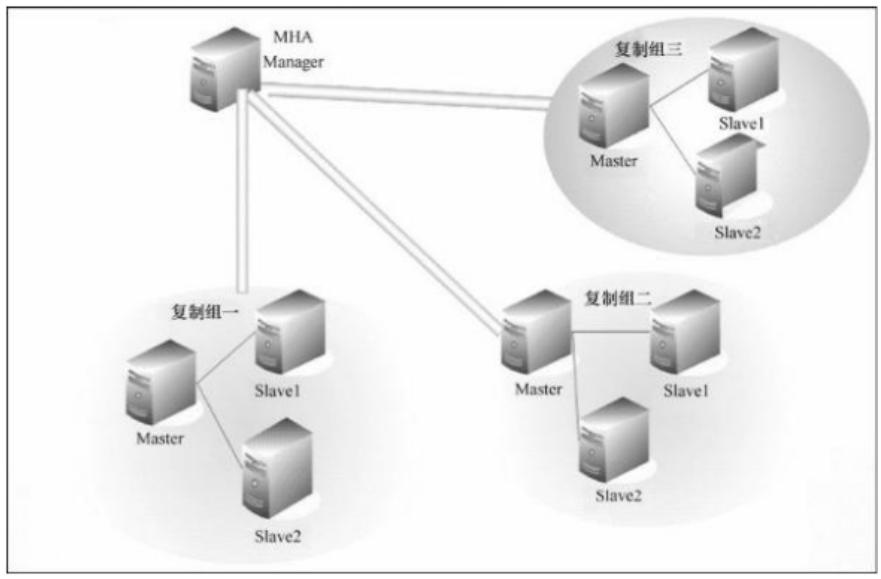 MHA
Manager
复制组三
Slave1
Master
Slave2
复制组一
Slave1
Master
Slave2
复制组二
Master
Slave1
Slave2